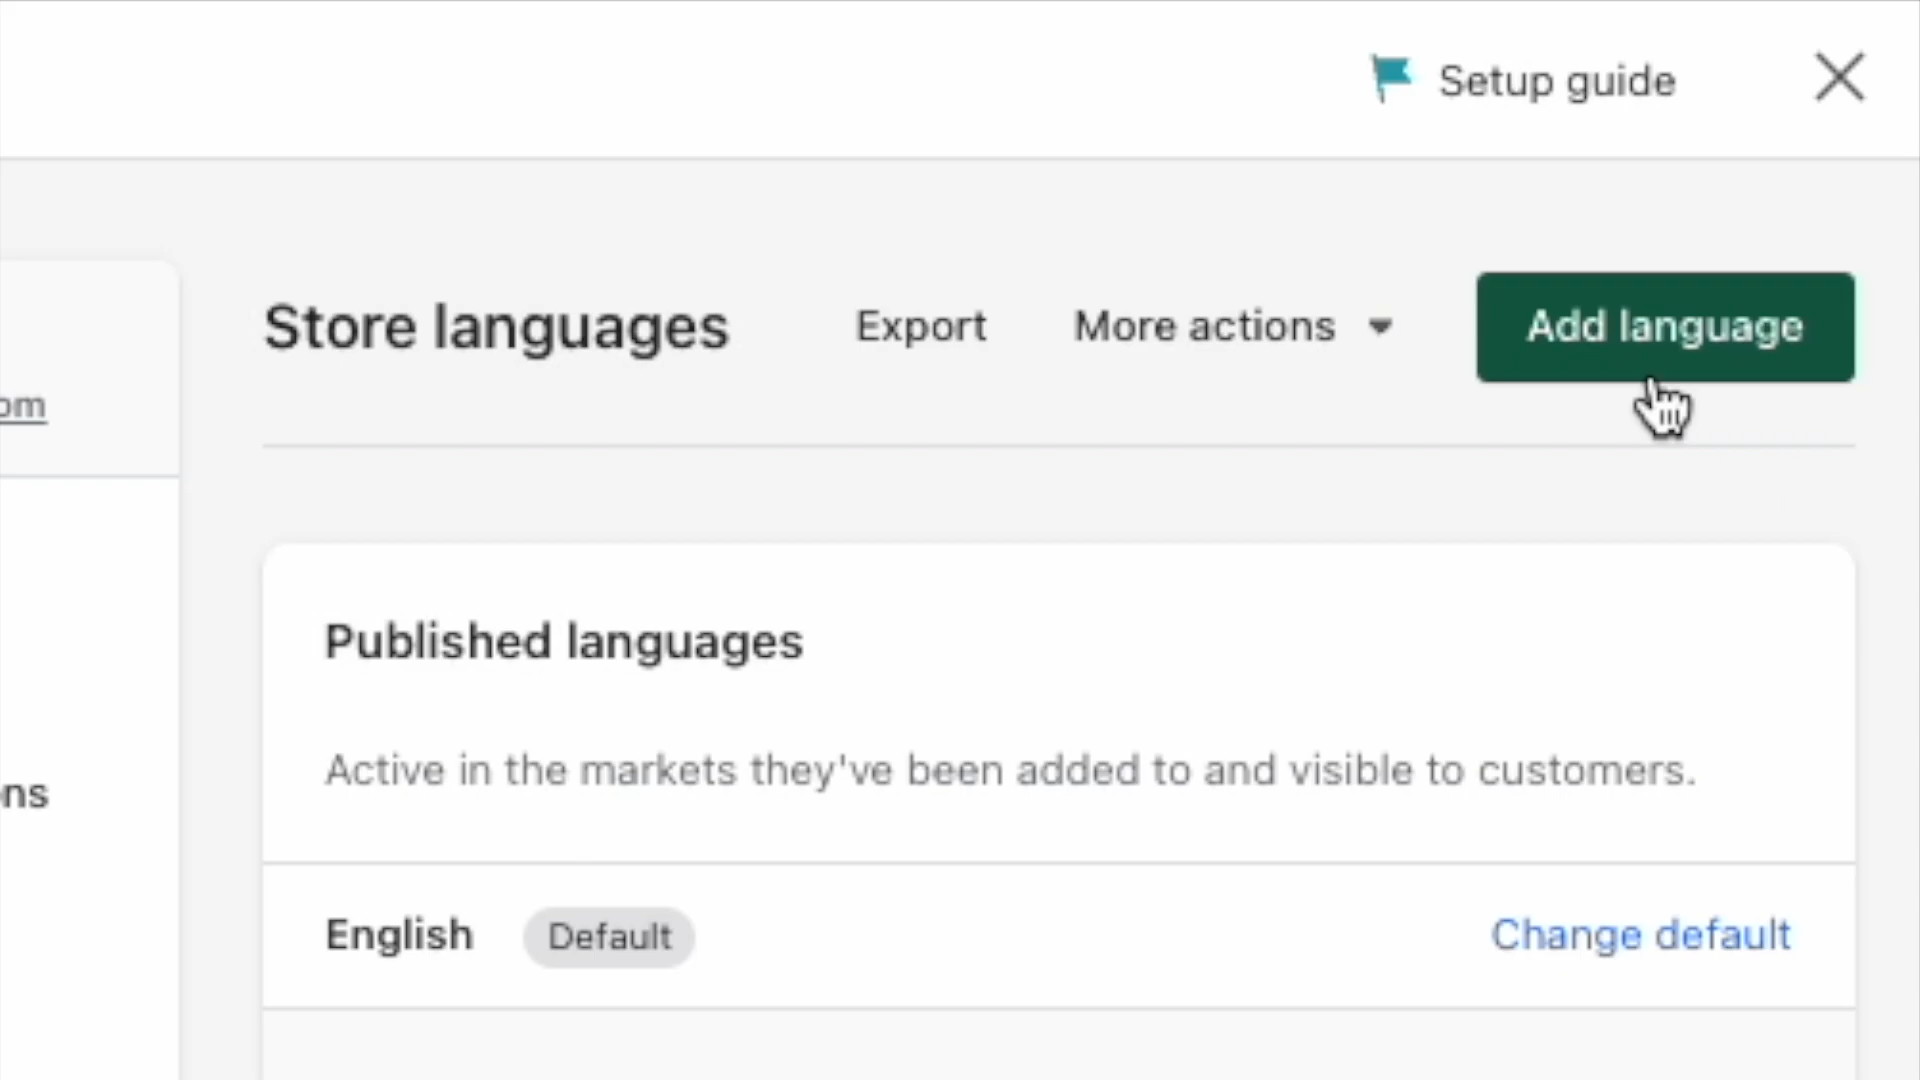 Setup guide
Store languages Export More actions Add language
Published languages
Active in the markets they've been added to and visible to customers.
English Default Change default